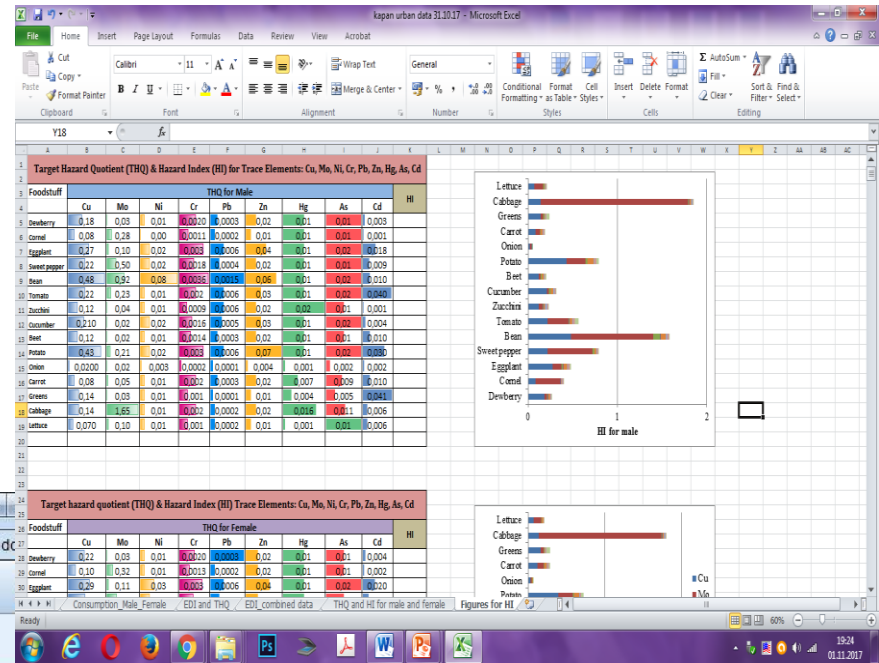 kapan urban data 31.10.17 - Microsoft Excel
File Home Insert Page Layout Formulas Data Review View Acrobat
Cut
Copy
Format Painter
Paste
Clipboard
Calibri 11
Font
Wrap Text
Merge & Center
Alignment
General
Number
Conditional Formatting
Format as Table
Cell Styles
Styles
Insert Delete Format
Cells
AutoSum
Fill
Clear
Sort & Filter
Find & Select
Editing
Y18
A B C D E F G H I J K L M N O P Q R S T U V W X Y Z AA AB AC
Target Hazard Quotient (THQ) & Hazard Index (HI) for Trace Elements: Cu, Mo, Ni, Cr, Pb, Zn, Hg, As, Cd
Foodstuff THQ for Male HI
Cu Mo Ni Cr Pb Zn Hg As Cd
5 Dewberry 0,18 0,03 0,01 0,0020 0,0003 0,02 0,01 0,01 0,003
6 Cornel 0,08 0,28 0,00 0,0011 0,0002 0,01 0,01 0,01 0,001
7 Eggplant 0,27 0,10 0,02 0,003 0,0006 0,04 0,01 0,02 0,018
8 Sweet pepper 0,22 0,50 0,02 0,0018 0,0004 0,02 0,01 0,01 0,009
9 Bean 0,48 0,92 0,08 0,0036 0,0015 0,06 0,01 0,02 0,010
10 Tomato 0,22 0,23 0,01 0,002 0,0006 0,03 0,01 0,02 0,040
11 Zucchini 0,12 0,04 0,01 0,0009 0,0006 0,02 0,02 0,01 0,001
12 Cucumber 0,210 0,02 0,02 0,0016 0,0005 0,03 0,01 0,02 0,004
13 Beet 0,12 0,02 0,01 0,0014 0,0003 0,02 0,01 0,01 0,010
14 Potato 0,43 0,21 0,02 0,003 0,0006 0,07 0,01 0,02 0,030
15 Onion 0,0200 0,02 0,003 0,0002 0,0001 0,004 0,001 0,002 0,002
16 Carrot 0,08 0,05 0,01 0,002 0,0003 0,02 0,007 0,009 0,010
17 Greens 0,14 0,03 0,01 0,001 0,0001 0,01 0,004 0,005 0,041
18 Cabbage 0,14 1,65 0,01 0,002 0,0002 0,02 0,016 0,011 0,006
19 Lettuce 0,070 0,10 0,01 0,001 0,0002 0,01 0,001 0,01 0,006
Lettuce
Cabbage
Greens
Carrot
Onion
Potato
Beet
Cucumber
Zucchini
Tomato
Bean
Sweet pepper
Eggplant
Cornel
Dewberry
0 1 2
HI for male
Target hazard quotient (THQ) & Hazard Index (HI) Trace Elements: Cu, Mo, Ni, Cr, Pb, Zn, Hg, As, Cd
Foodstuff THQ for Female HI
Cu Mo Ni Cr Pb Zn Hg As Cd
28 Dewberry 0,22 0,03 0,01 0,0020 0,0003 0,02 0,01 0,01 0,004
29 Cornel 0,10 0,32 0,01 0,0013 0,0002 0,02 0,01 0,01 0,002
30 Eggplant 0,29 0,11 0,03 0,003 0,0006 0,04 0,01 0,02 0,020
Lettuce
Cabbage
Greens
Carrot
Onion
Potato
Cu
Mo
Consumption_Male_Female EDI and THQ EDI_combined data THQ and HI for male and female Figures for HI
Ready
60%
19:24
01.11.2017